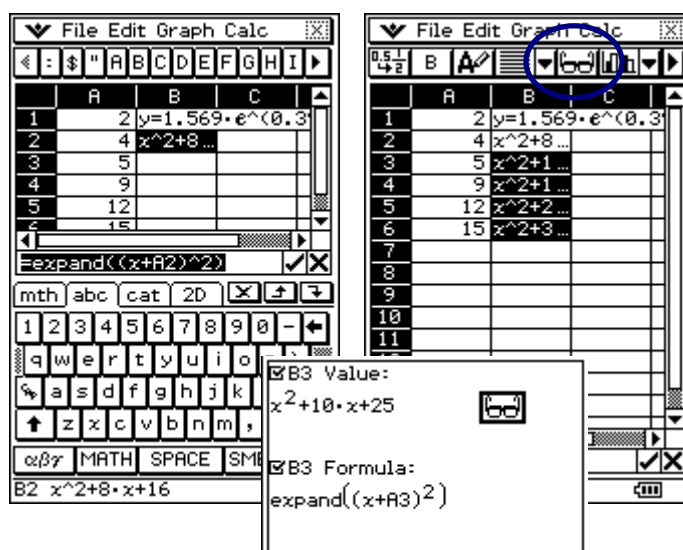 File Edit Graph Calc
: $ " A B C D E F G H I
A B C
1 2 y=1.569·e^(0.3
2 4 x^2+8...
3 5
4 9
5 12
6 15
=expand((x+A2)^2)
mth abc cat 2D
1 2 3 4 5 6 7 8 9 0 -
q w e r t y u i o
a s d f g h j k
z x c v b n m ,
αβγ MATH SPACE
B2 x^2+8·x+16
File Edit Graph Calc
B A
A B C
1 2 y=1.569·e^(0.3
2 4 x^2+8...
3 5 x^2+1...
4 9 x^2+1...
5 12 x^2+2...
6 15 x^2+3...
7
8
9
10
11
B3 Value:
x^2+10·x+25
B3 Formula:
expand((x+A3)^2)